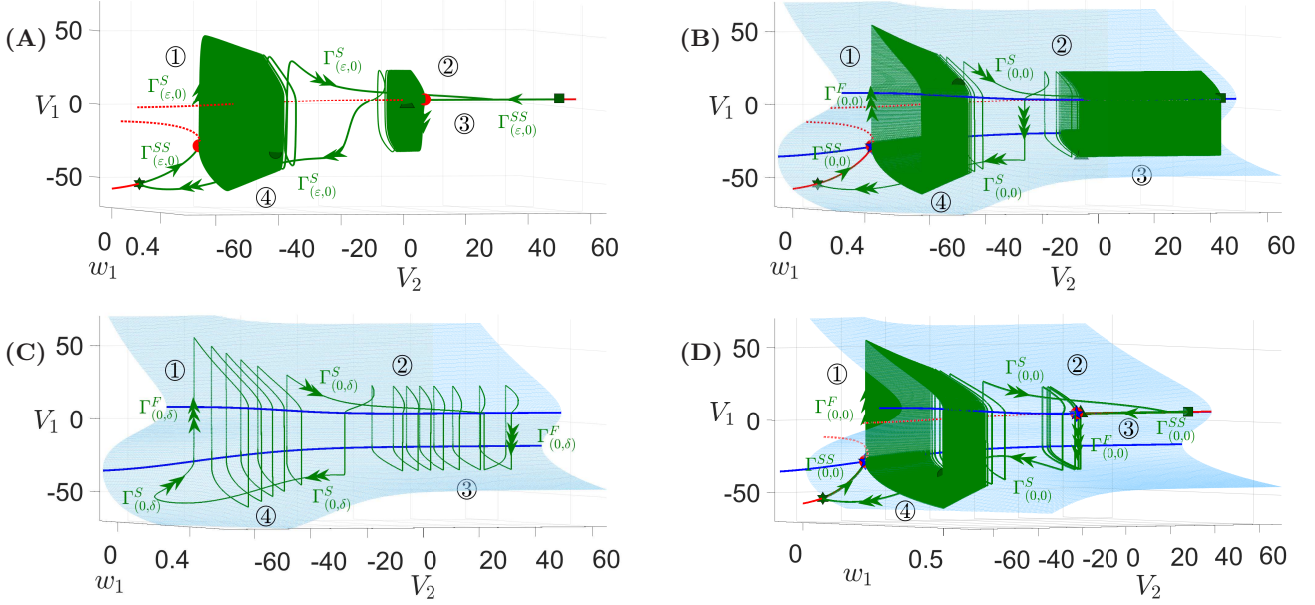 (A)
50
V₁ 0
-50
①
②
③
④
Γ^S_(ε,0)
Γ^S_(ε,0)
Γ^SS_(ε,0)
Γ^SS_(ε,0)
Γ^S_(ε,0)
0 0.4 -60 -40 -20 0 20 40 60
w₁ V₂
(B)
50
V₁ 0
-50
①
②
③
④
Γ^S_(0,0)
Γ^F_(0,0)
Γ^SS_(0,0)
Γ^S_(0,0)
0 0.4 -60 -40 -20 0 20 40 60
w₁ V₂
(C)
50
V₁ 0
-50
①
②
③
④
Γ^S_(0,δ)
Γ^F_(0,δ)
Γ^F_(0,δ)
Γ^S_(0,δ)
Γ^S_(0,δ)
0 0.4 -60 -40 -20 0 20 40 60
w₁ V₂
(D)
50
V₁ 0
-50
①
②
③
④
Γ^S_(0,0)
Γ^F_(0,0)
Γ^SS_(0,0)
Γ^F_(0,0)
Γ^SS_(0,0)
Γ^S_(0,0)
0 0.5 -60 -40 -20 0 20 40 60
w₁ V₂